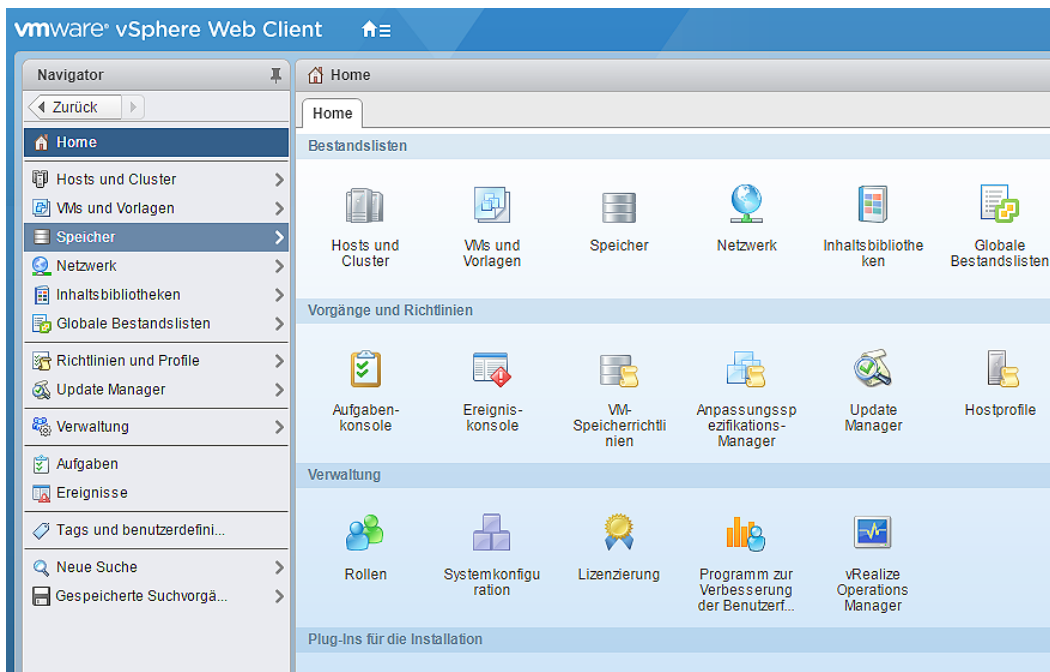 vmware® vSphere Web Client
Navigator
Zurück
Home
Hosts und Cluster
VMs und Vorlagen
Speicher
Netzwerk
Inhaltsbibliotheken
Globale Bestandslisten
Richtlinien und Profile
Update Manager
Verwaltung
Aufgaben
Ereignisse
Tags und benutzerdefini...
Neue Suche
Gespeicherte Suchvorgä...
Home
Home
Bestandslisten
Hosts und
Cluster
VMs und
Vorlagen
Speicher
Netzwerk
Inhaltsbibliothe
ken
Globale
Bestandslisten
Vorgänge und Richtlinien
Aufgaben-
konsole
Ereignis-
konsole
VM-
Speicherrichtli
nien
Anpassungssp
ezifikations-
Manager
Update
Manager
Hostprofile
Verwaltung
Rollen
Systemkonfigu
ration
Lizenzierung
Programm zur
Verbesserung
der Benutzerf...
vRealize
Operations
Manager
Plug-Ins für die Installation